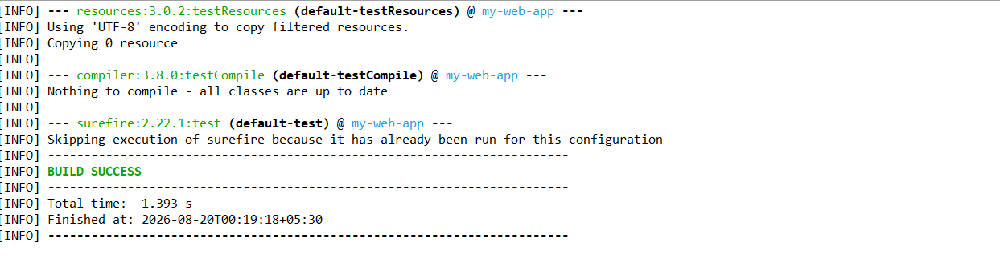 [INFO] --- resources:3.0.2:testResources (default-testResources) @ my-web-app ---
[INFO] Using 'UTF-8' encoding to copy filtered resources.
[INFO] Copying 0 resource
[INFO]
[INFO] --- compiler:3.8.0:testCompile (default-testCompile) @ my-web-app ---
[INFO] Nothing to compile - all classes are up to date
[INFO]
[INFO] --- surefire:2.22.1:test (default-test) @ my-web-app ---
[INFO] Skipping execution of surefire because it has already been run for this configuration
[INFO] ------------------------------------------------------------------------
[INFO] BUILD SUCCESS
[INFO] ------------------------------------------------------------------------
[INFO] Total time:  1.393 s
[INFO] Finished at: 2026-08-20T00:19:18+05:30
[INFO] ------------------------------------------------------------------------